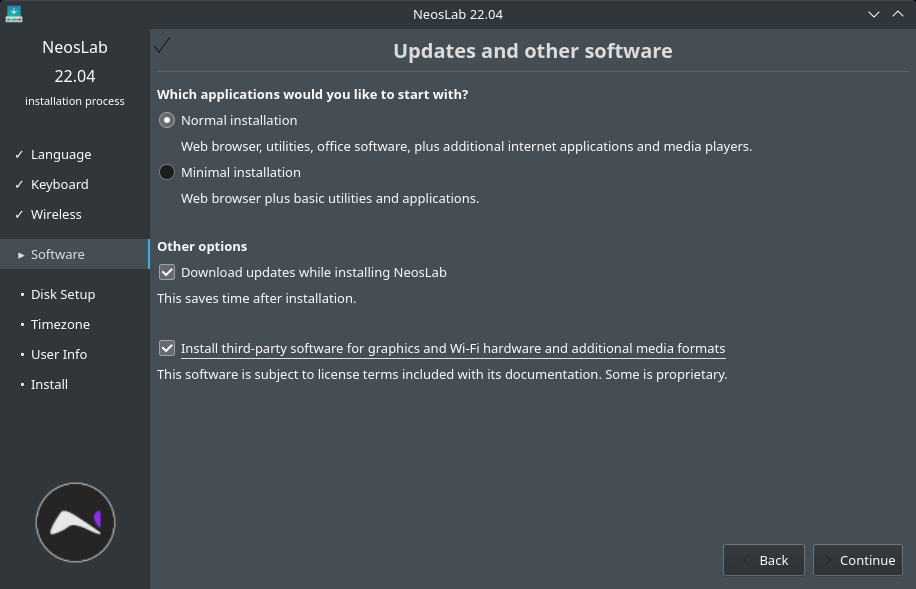 NeosLab 22.04
NeosLab
22.04
installation process
✓ Language
✓ Keyboard
✓ Wireless
▸ Software
• Disk Setup
• Timezone
• User Info
• Install
Updates and other software
Which applications would you like to start with?
Normal installation
Web browser, utilities, office software, plus additional internet applications and media players.
Minimal installation
Web browser plus basic utilities and applications.
Other options
Download updates while installing NeosLab
This saves time after installation.
Install third-party software for graphics and Wi-Fi hardware and additional media formats
This software is subject to license terms included with its documentation. Some is proprietary.
Back
Continue